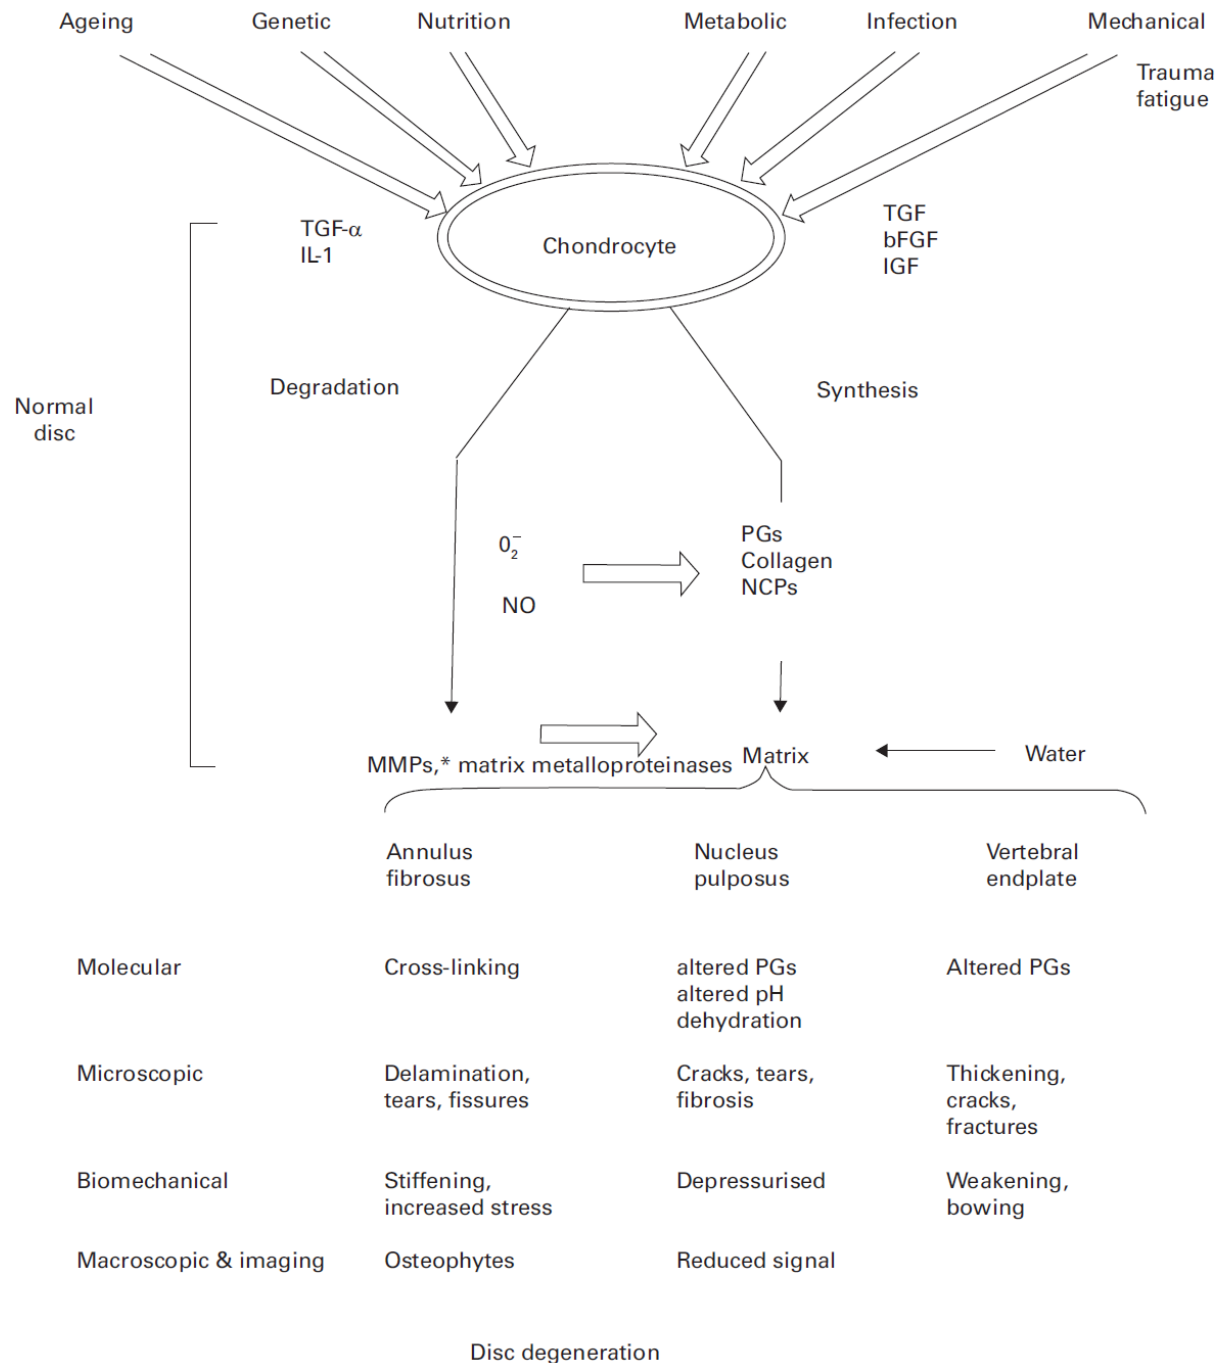 Ageing Genetic Nutrition Metabolic Infection Mechanical
Trauma
fatigue
TGF-α
IL-1
Chondrocyte
TGF
bFGF
IGF
Degradation
Synthesis
Normal
disc
0₂⁻
NO
PGs
Collagen
NCPs
MMPs,* matrix metalloproteinases
Matrix
Water
Annulus
fibrosus
Nucleus
pulposus
Vertebral
endplate
Molecular
Cross-linking
altered PGs
altered pH
dehydration
Altered PGs
Microscopic
Delamination,
tears, fissures
Cracks, tears,
fibrosis
Thickening,
cracks,
fractures
Biomechanical
Stiffening,
increased stress
Depressurised
Weakening,
bowing
Macroscopic & imaging
Osteophytes
Reduced signal
Disc degeneration